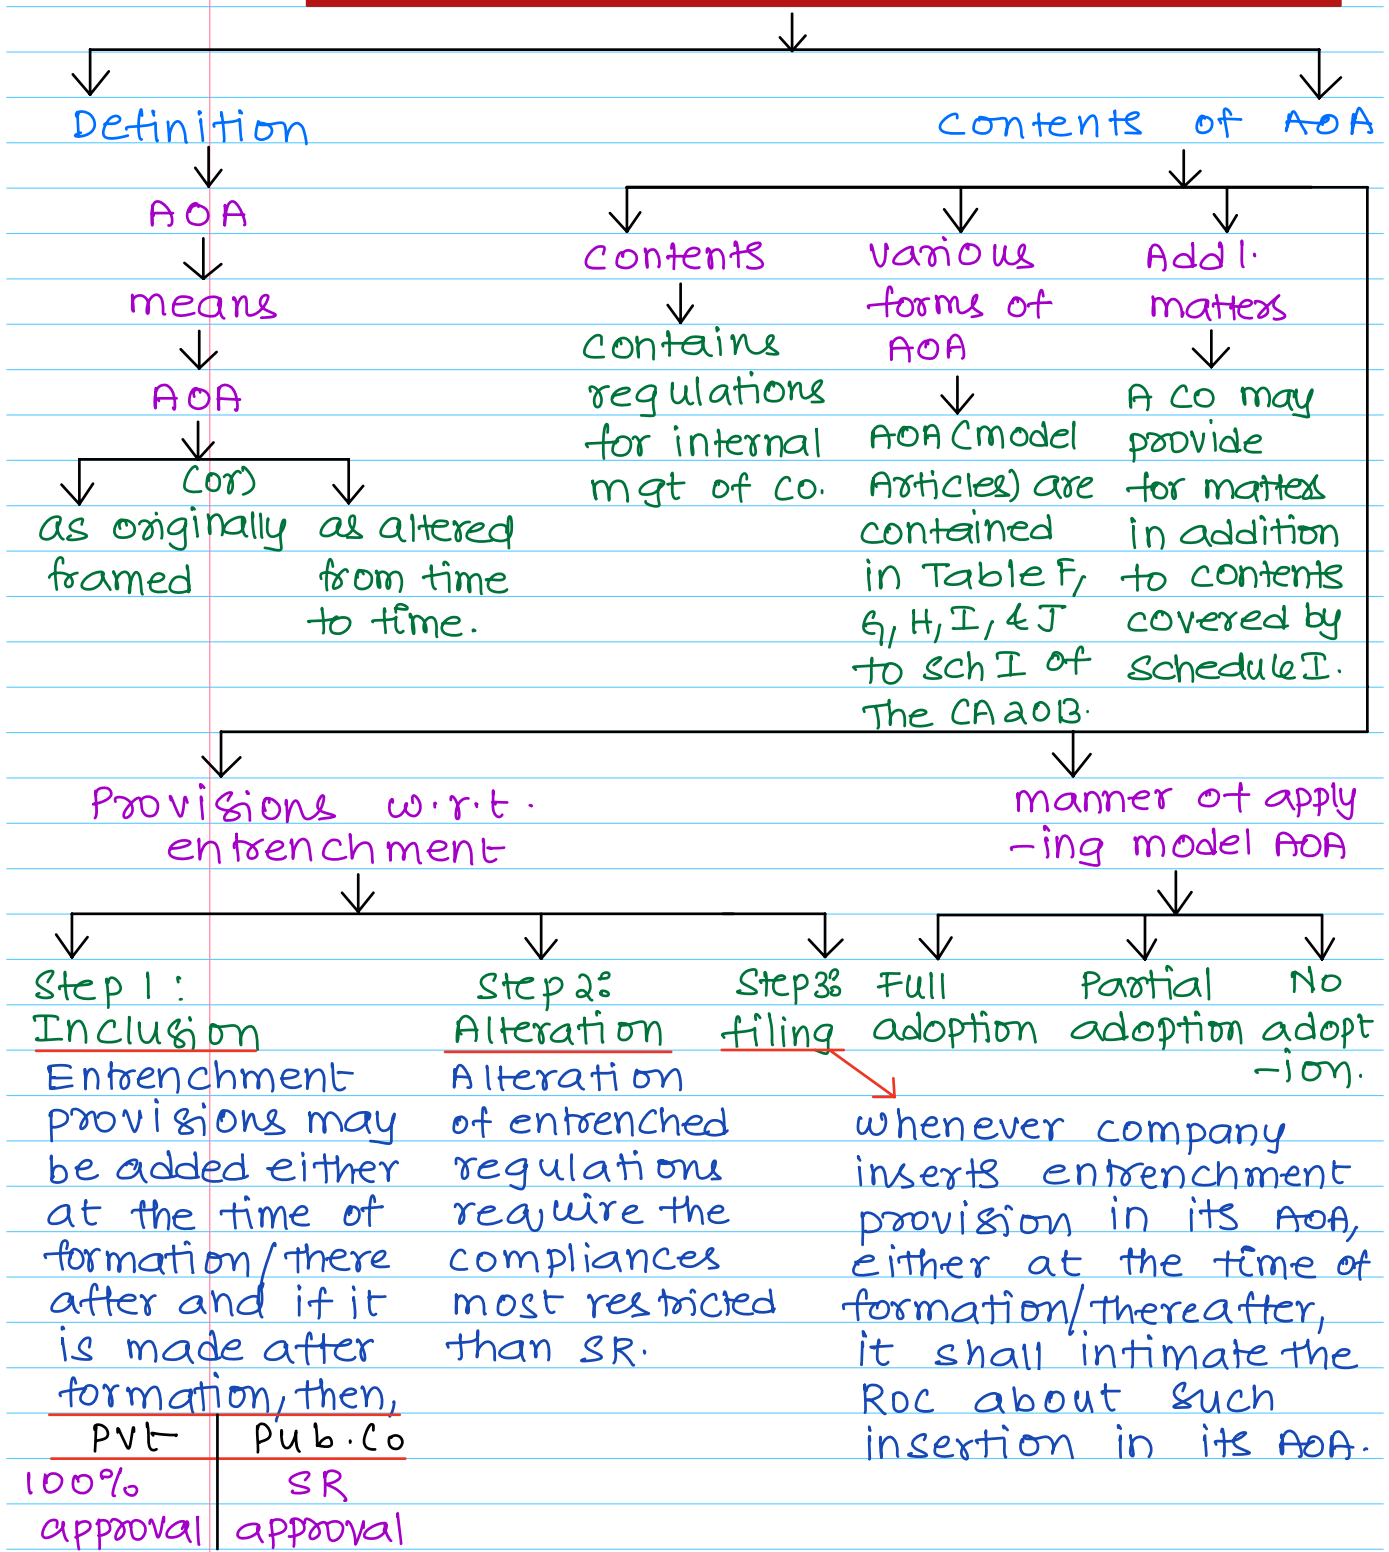 Definition
AOA
means
AOA
(or)
as originally
framed
as altered
from time
to time.
Contents of AOA
Contents
contains
regulations
for internal
mgt of co.
various
forms of
AOA
AOA (model
Articles) are
contained
in Table F,
G, H, I, & J
to sch I of
The CA 2013.
Addl.
matters
A co may
provide
for matters
in addition
to contents
covered by
schedule I.
Provisions w.r.t.
entrenchment
Step 1:
Inclusion
Entrenchment
provisions may
be added either
at the time of
formation/there
after and if it
is made after
formation, then,
Pvt
Pub.Co
100%
approval
SR
approval
Step 2:
Alteration
Alteration
of entrenched
regulations
require the
compliances
most restricted
than SR.
Step3:
filing
whenever company
inserts entrenchment
provision in its AOA,
either at the time of
formation/thereafter,
it shall intimate the
ROC about such
insertion in its AOA.
manner of apply
-ing model AOA
Full
adoption
Partial
adoption
No
adopt
-ion.